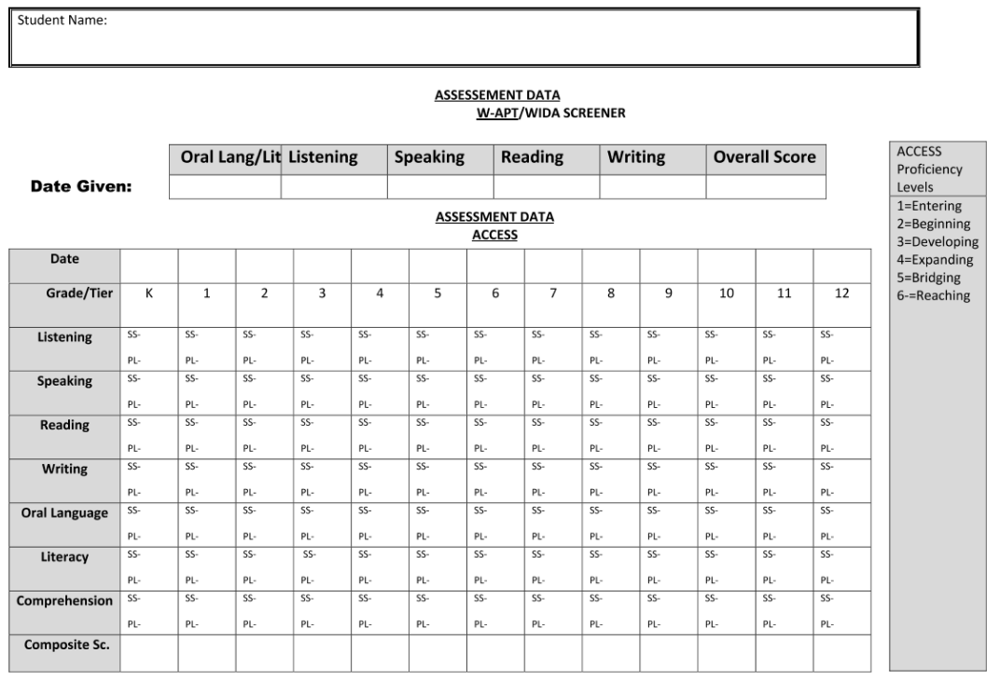 Student Name:
ASSESSEMENT DATA
W-APT/WIDA SCREENER
Oral Lang/Lit Listening Speaking Reading Writing Overall Score
Date Given:
ACCESS
Proficiency
Levels
1=Entering
2=Beginning
3=Developing
4=Expanding
5=Bridging
6-=Reaching
ASSESSMENT DATA
ACCESS
Date
Grade/Tier K 1 2 3 4 5 6 7 8 9 10 11 12
Listening SS- SS- SS- SS- SS- SS- SS- SS- SS- SS- SS- SS- SS-
PL- PL- PL- PL- PL- PL- PL- PL- PL- PL- PL- PL- PL-
Speaking SS- SS- SS- SS- SS- SS- SS- SS- SS- SS- SS- SS- SS-
PL- PL- PL- PL- PL- PL- PL- PL- PL- PL- PL- PL- PL-
Reading SS- SS- SS- SS- SS- SS- SS- SS- SS- SS- SS- SS- SS-
PL- PL- PL- PL- PL- PL- PL- PL- PL- PL- PL- PL- PL-
Writing SS- SS- SS- SS- SS- SS- SS- SS- SS- SS- SS- SS- SS-
PL- PL- PL- PL- PL- PL- PL- PL- PL- PL- PL- PL- PL-
Oral Language SS- SS- SS- SS- SS- SS- SS- SS- SS- SS- SS- SS- SS-
PL- PL- PL- PL- PL- PL- PL- PL- PL- PL- PL- PL- PL-
Literacy SS- SS- SS- SS- SS- SS- SS- SS- SS- SS- SS- SS- SS-
PL- PL- PL- PL- PL- PL- PL- PL- PL- PL- PL- PL- PL-
Comprehension SS- SS- SS- SS- SS- SS- SS- SS- SS- SS- SS- SS- SS-
PL- PL- PL- PL- PL- PL- PL- PL- PL- PL- PL- PL- PL-
Composite Sc.